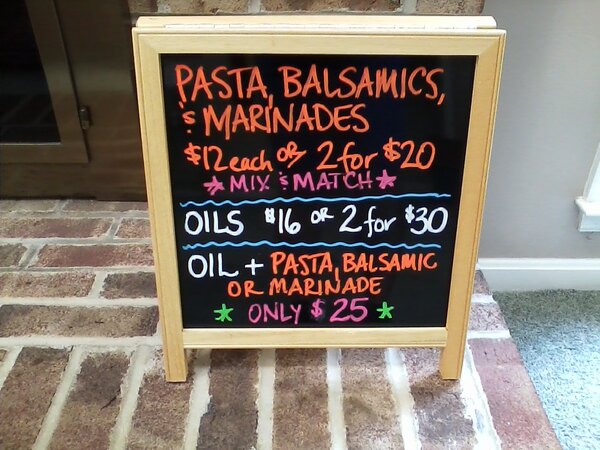 PASTA, BALSAMICS,
& MARINADES
$12 each OR 2 for $20
* MIX & MATCH *
OILS $16 OR 2 for $30
OIL + PASTA, BALSAMIC
OR MARINADE
* ONLY $25 *